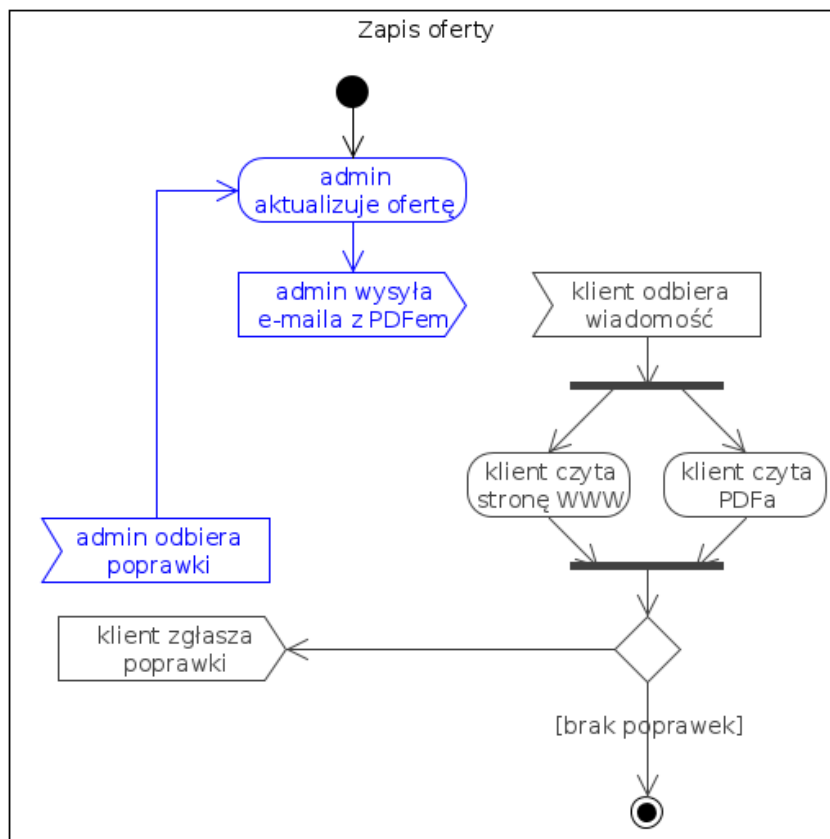 Zapis oferty
admin
aktualizuje ofertę
admin wysyła
e-maila z PDFem
klient odbiera
wiadomość
klient czyta
stronę WWW
klient czyta
PDFa
admin odbiera
poprawki
klient zgłasza
poprawki
[brak poprawek]